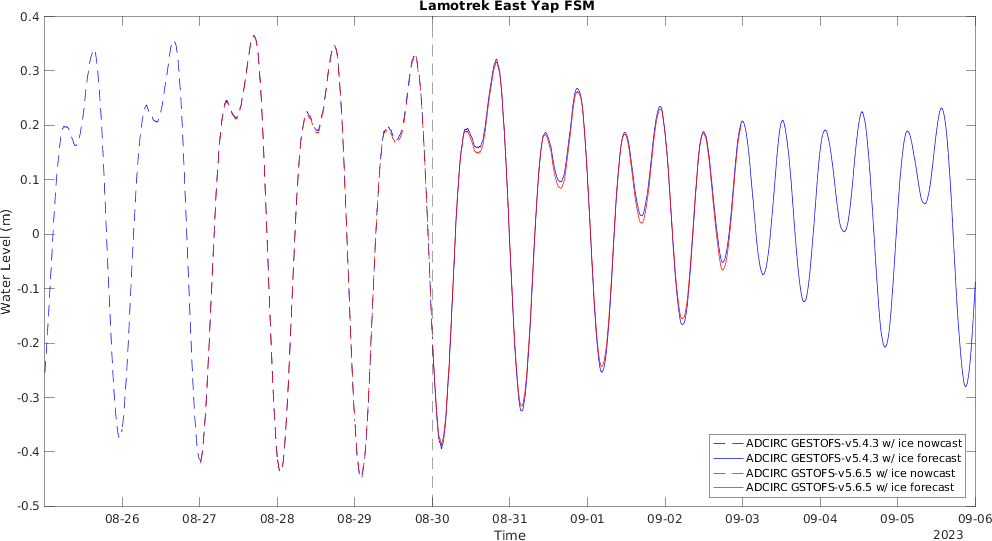 Lamotrek East Yap FSM
0.4
0.3
0.2
0.1
0
-0.1
-0.2
-0.3
-0.4
-0.5
Water Level (m)
ADCIRC GESTOFS-v5.4.3 w/ ice nowcast
ADCIRC GESTOFS-v5.4.3 w/ ice forecast
ADCIRC GSTOFS-v5.6.5 w/ ice nowcast
ADCIRC GSTOFS-v5.6.5 w/ ice forecast
08-26 08-27 08-28 08-29 08-30 08-31 09-01 09-02 09-03 09-04 09-05 09-06
Time
2023